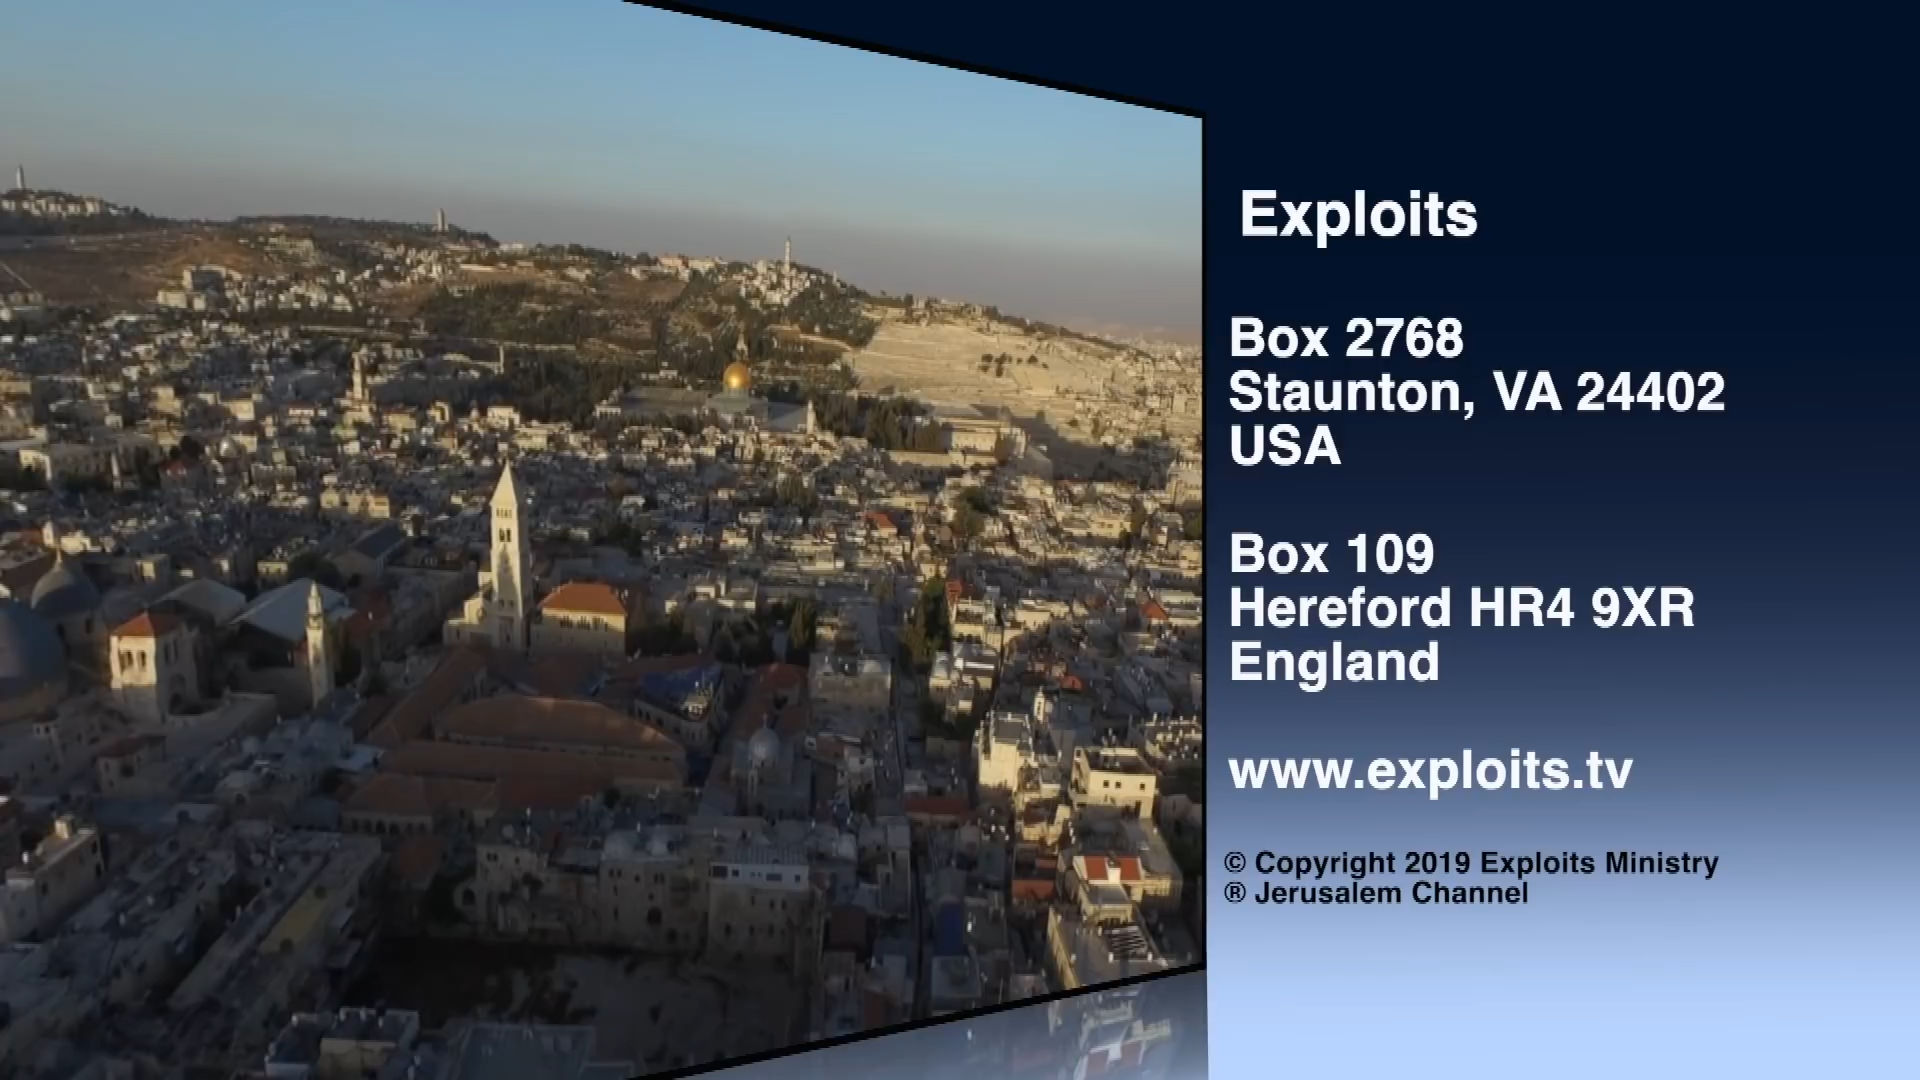 Exploits
Box 2768
Staunton, VA 24402
USA
Box 109
Hereford HR4 9XR
England
www.exploits.tv
© Copyright 2019 Exploits Ministry
® Jerusalem Channel